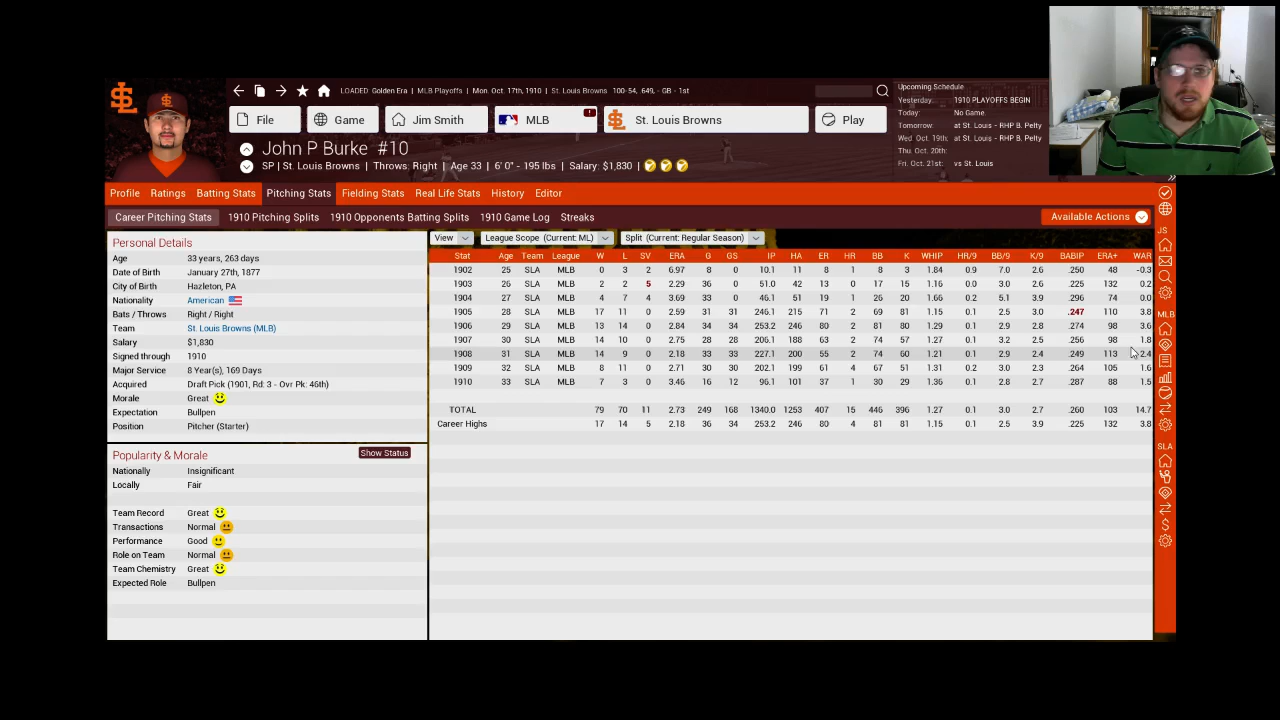 LOADED: Golden Era | MLB Playoffs | Mon. Oct. 17th, 1910 | St. Louis Browns 100-54, .649, - GB - 1st
File Game Jim Smith MLB St. Louis Browns Play
Upcoming Schedule
Yesterday: 1910 PLAYOFFS BEGIN
Today: No Game
Tomorrow: at St. Louis - RHP B. Pelty
Wed. Oct. 19th: at St. Louis - RHP B. Pelty
Thu. Oct. 20th:
Fri. Oct. 21st: vs St. Louis
John P Burke #10
SP | St. Louis Browns | Throws: Right | Age 33 | 6' 0" - 195 lbs | Salary: $1,830 |
Profile Ratings Batting Stats Pitching Stats Fielding Stats Real Life Stats History Editor
Career Pitching Stats 1910 Pitching Splits 1910 Opponents Batting Splits 1910 Game Log Streaks Available Actions
Personal Details
Age 33 years, 263 days
Date of Birth January 27th, 1877
City of Birth Hazleton, PA
Nationality American
Bats / Throws Right / Right
Team St. Louis Browns (MLB)
Salary $1,830
Signed through 1910
Major Service 8 Year(s), 169 Days
Acquired Draft Pick (1901, Rd: 3 - Ovr Pk: 46th)
Morale Great
Expectation Bullpen
Position Pitcher (Starter)
Popularity & Morale Show Status
Nationally Insignificant
Locally Fair
Team Record Great
Transactions Normal
Performance Good
Role on Team Normal
Team Chemistry Great
Expected Role Bullpen
View League Scope (Current: ML) Split (Current: Regular Season)
Stat Age Team League W L SV ERA G GS IP HA ER HR BB K WHIP HR/9 BB/9 K/9 BABIP ERA+ WAR
1902 25 SLA MLB 0 3 2 6.97 8 0 10.1 11 8 1 8 3 1.84 0.9 7.0 2.6 .250 48 -0.3
1903 26 SLA MLB 2 2 5 2.29 36 0 51.0 42 13 0 17 15 1.16 0.0 3.0 2.6 .225 132 0.2
1904 27 SLA MLB 4 7 4 3.69 33 0 46.1 51 19 1 26 20 1.66 0.2 5.1 3.9 .296 74 0.0
1905 28 SLA MLB 17 11 0 2.59 31 31 246.1 215 71 2 69 81 1.15 0.1 2.5 3.0 .247 110 3.8
1906 29 SLA MLB 13 14 0 2.84 34 34 253.2 246 80 2 81 80 1.29 0.1 2.9 2.8 .274 98 3.6
1907 30 SLA MLB 14 10 0 2.75 28 28 206.1 188 63 2 74 57 1.27 0.1 3.2 2.5 .256 98 1.8
1908 31 SLA MLB 14 9 0 2.18 33 33 227.1 200 55 2 74 60 1.21 0.1 2.9 2.4 .249 113 2.4
1909 32 SLA MLB 8 11 0 2.71 30 30 202.1 199 61 4 67 51 1.31 0.2 3.0 2.3 .264 105 1.6
1910 33 SLA MLB 7 3 0 3.46 16 12 96.1 101 37 1 30 29 1.36 0.1 2.8 2.7 .287 88 1.5
TOTAL 79 70 11 2.73 249 168 1340.0 1253 407 15 446 396 1.27 0.1 3.0 2.7 .260 103 14.7
Career Highs 17 14 5 2.18 36 34 253.2 246 80 4 81 81 1.15 0.1 2.5 3.9 .225 132 3.8
JS
MLB
SLA